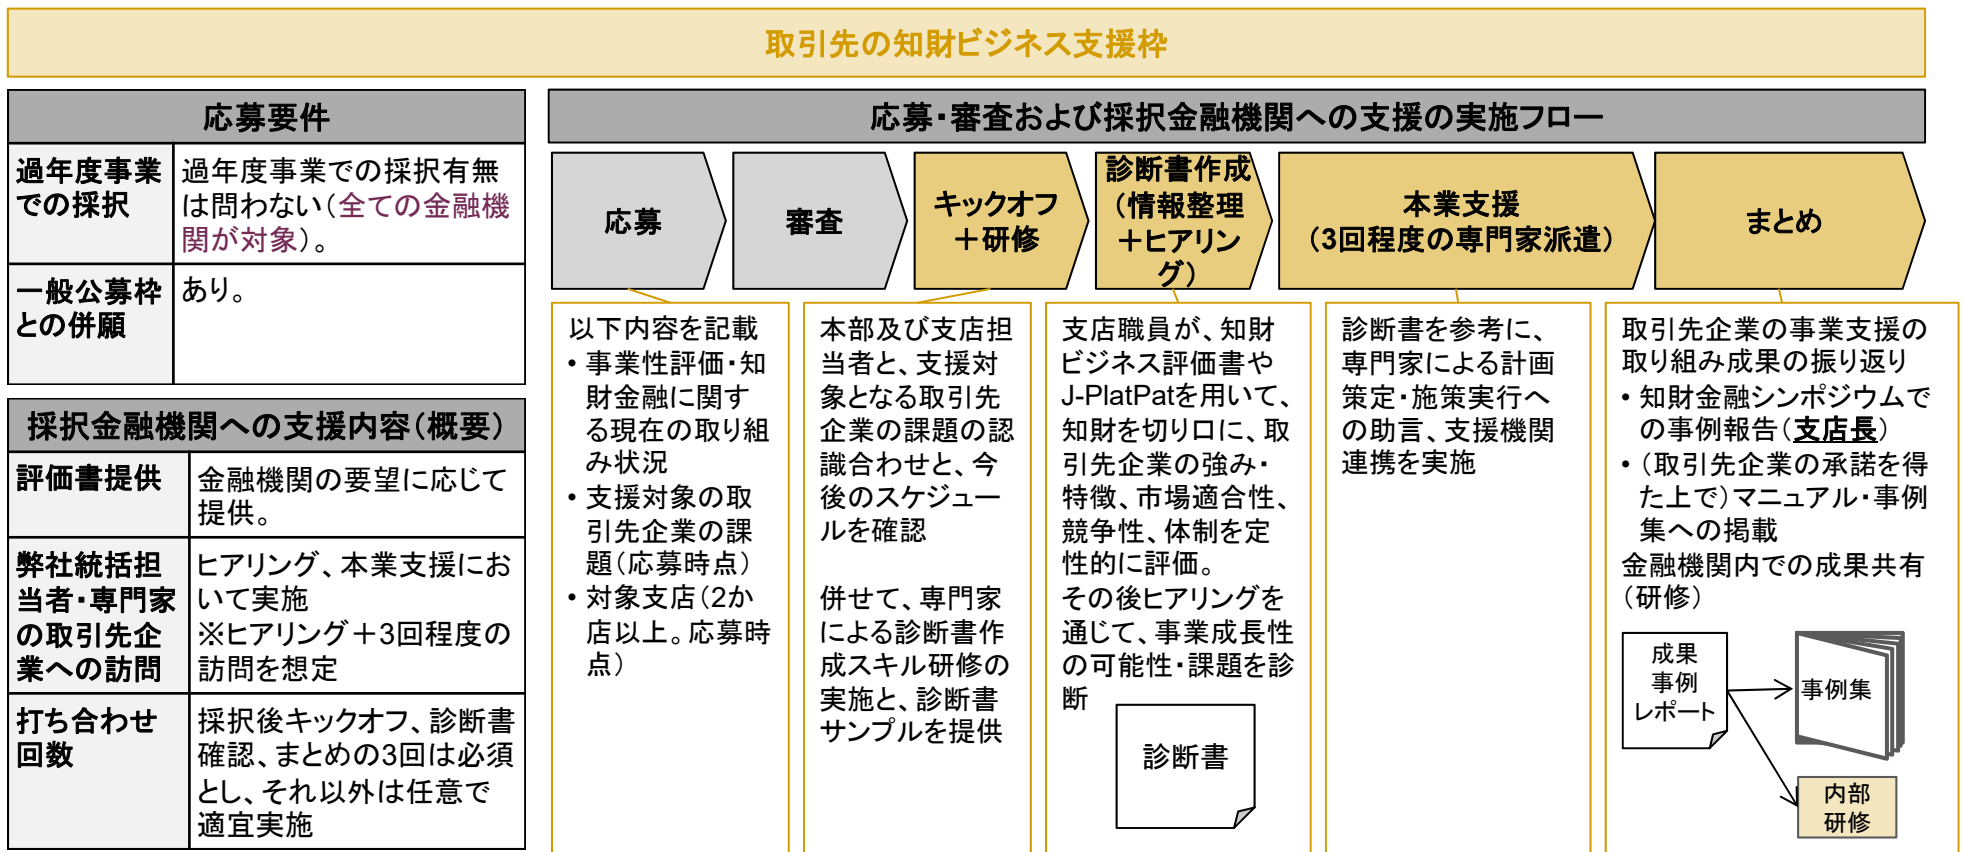 取引先の知財ビジネス支援枠
応募要件
過年度事業
での採択
過年度事業での採択有無
は問わない(全ての金融機
関が対象)。
一般公募枠
との併願
あり。
採択金融機関への支援内容(概要)
評価書提供
金融機関の要望に応じて
提供。
弊社統括担
当者・専門家
の取引先企
業への訪問
ヒアリング、本業支援にお
いて実施
※ヒアリング+3回程度の
訪問を想定
打ち合わせ
回数
採択後キックオフ、診断書
確認、まとめの3回は必須
とし、それ以外は任意で
適宜実施
応募・審査および採択金融機関への支援の実施フロー
応募
審査
キックオフ
+研修
診断書作成
(情報整理
+ヒアリン
グ)
本業支援
(3回程度の専門家派遣)
まとめ
以下内容を記載
• 事業性評価・知
財金融に関す
る現在の取り組
み状況
• 支援対象の取
引先企業の課
題(応募時点)
• 対象支店(2か
店以上。応募時
点)
本部及び支店担
当者と、支援対
象となる取引先
企業の課題の認
識合わせと、今
後のスケジュー
ルを確認
併せて、専門家
による診断書作
成スキル研修の
実施と、診断書
サンプルを提供
支店職員が、知財
ビジネス評価書や
J-PlatPatを用いて、
知財を切り口に、取
引先企業の強み・
特徴、市場適合性、
競争性、体制を定
性的に評価。
その後ヒアリングを
通じて、事業成長性
の可能性・課題を診
断
診断書
診断書を参考に、
専門家による計画
策定・施策実行へ
の助言、支援機関
連携を実施
取引先企業の事業支援の
取り組み成果の振り返り
• 知財金融シンポジウムで
の事例報告(支店長)
• (取引先企業の承諾を得
た上で)マニュアル・事例
集への掲載
金融機関内での成果共有
(研修)
成果
事例
レポート
事例集
内部
研修